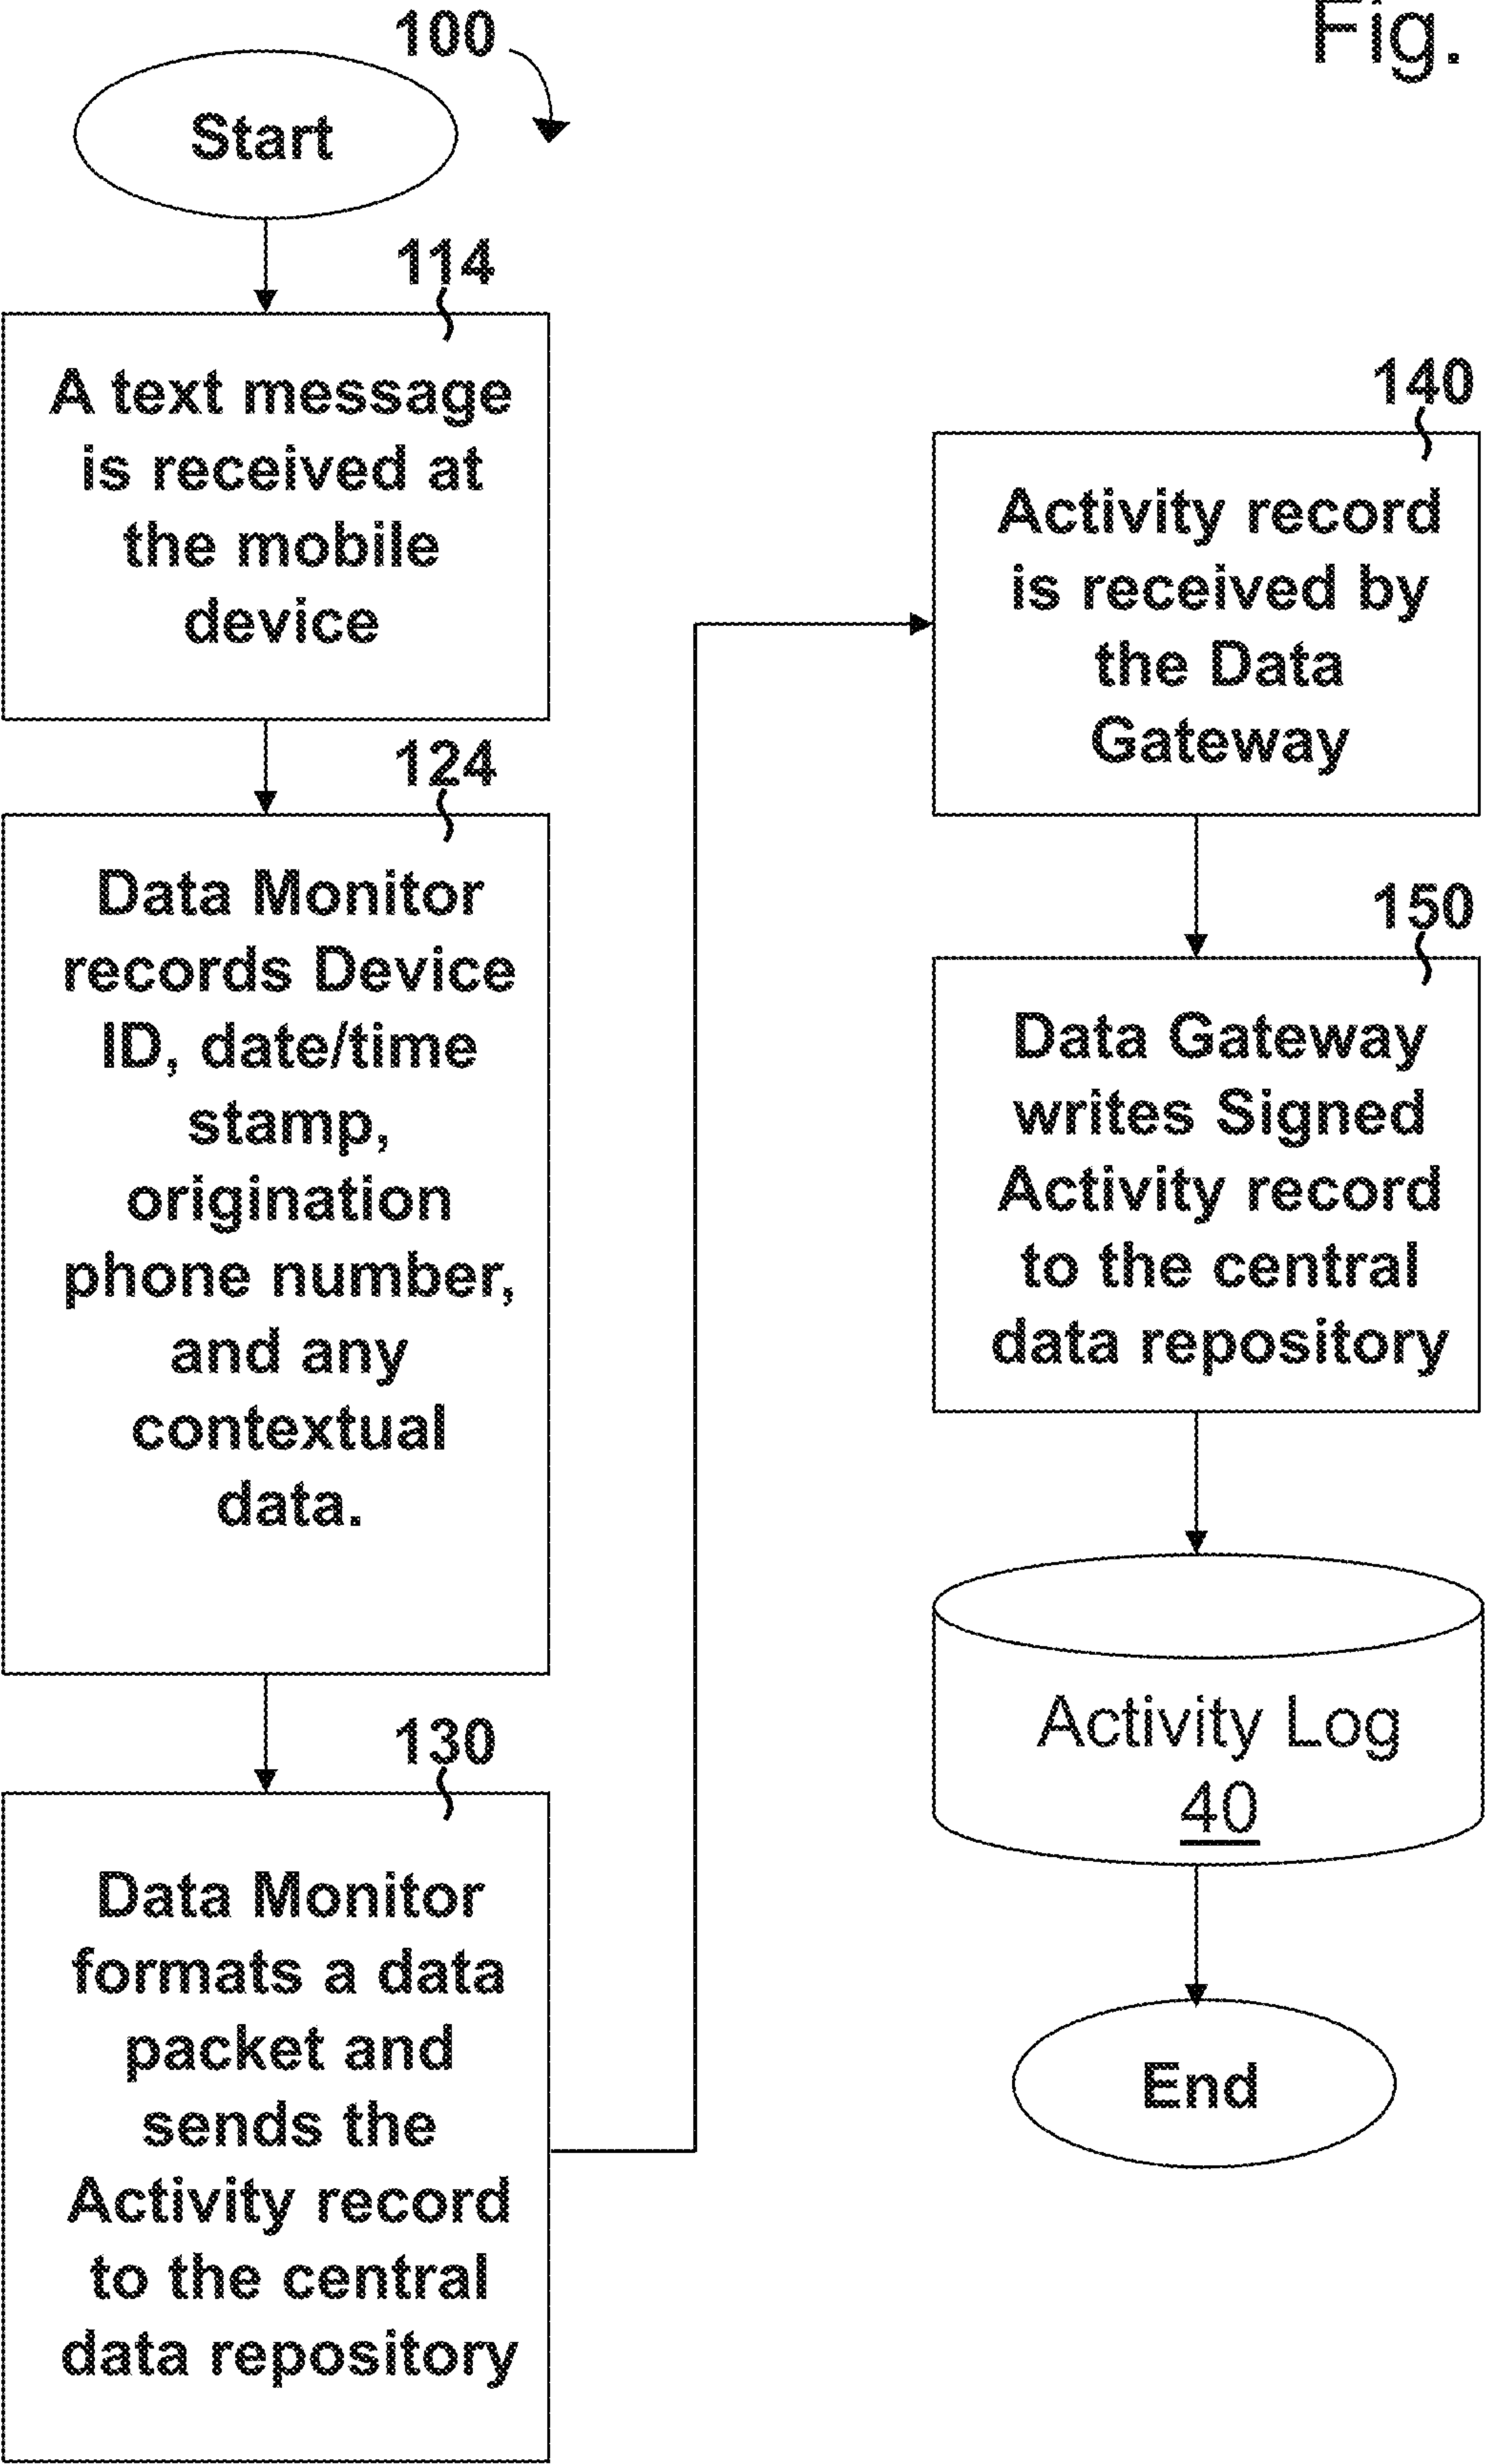 100
Fig.
Start
114
A text message
is received at
the mobile
device
124
Data Monitor
records Device
ID, date/time
stamp,
origination
phone number,
and any
contextual
data.
130
Data Monitor
formats a data
packet and
sends the
Activity record
to the central
data repository
140
Activity record
is received by
the Data
Gateway
150
Data Gateway
writes Signed
Activity record
to the central
data repository
Activity Log
40
End